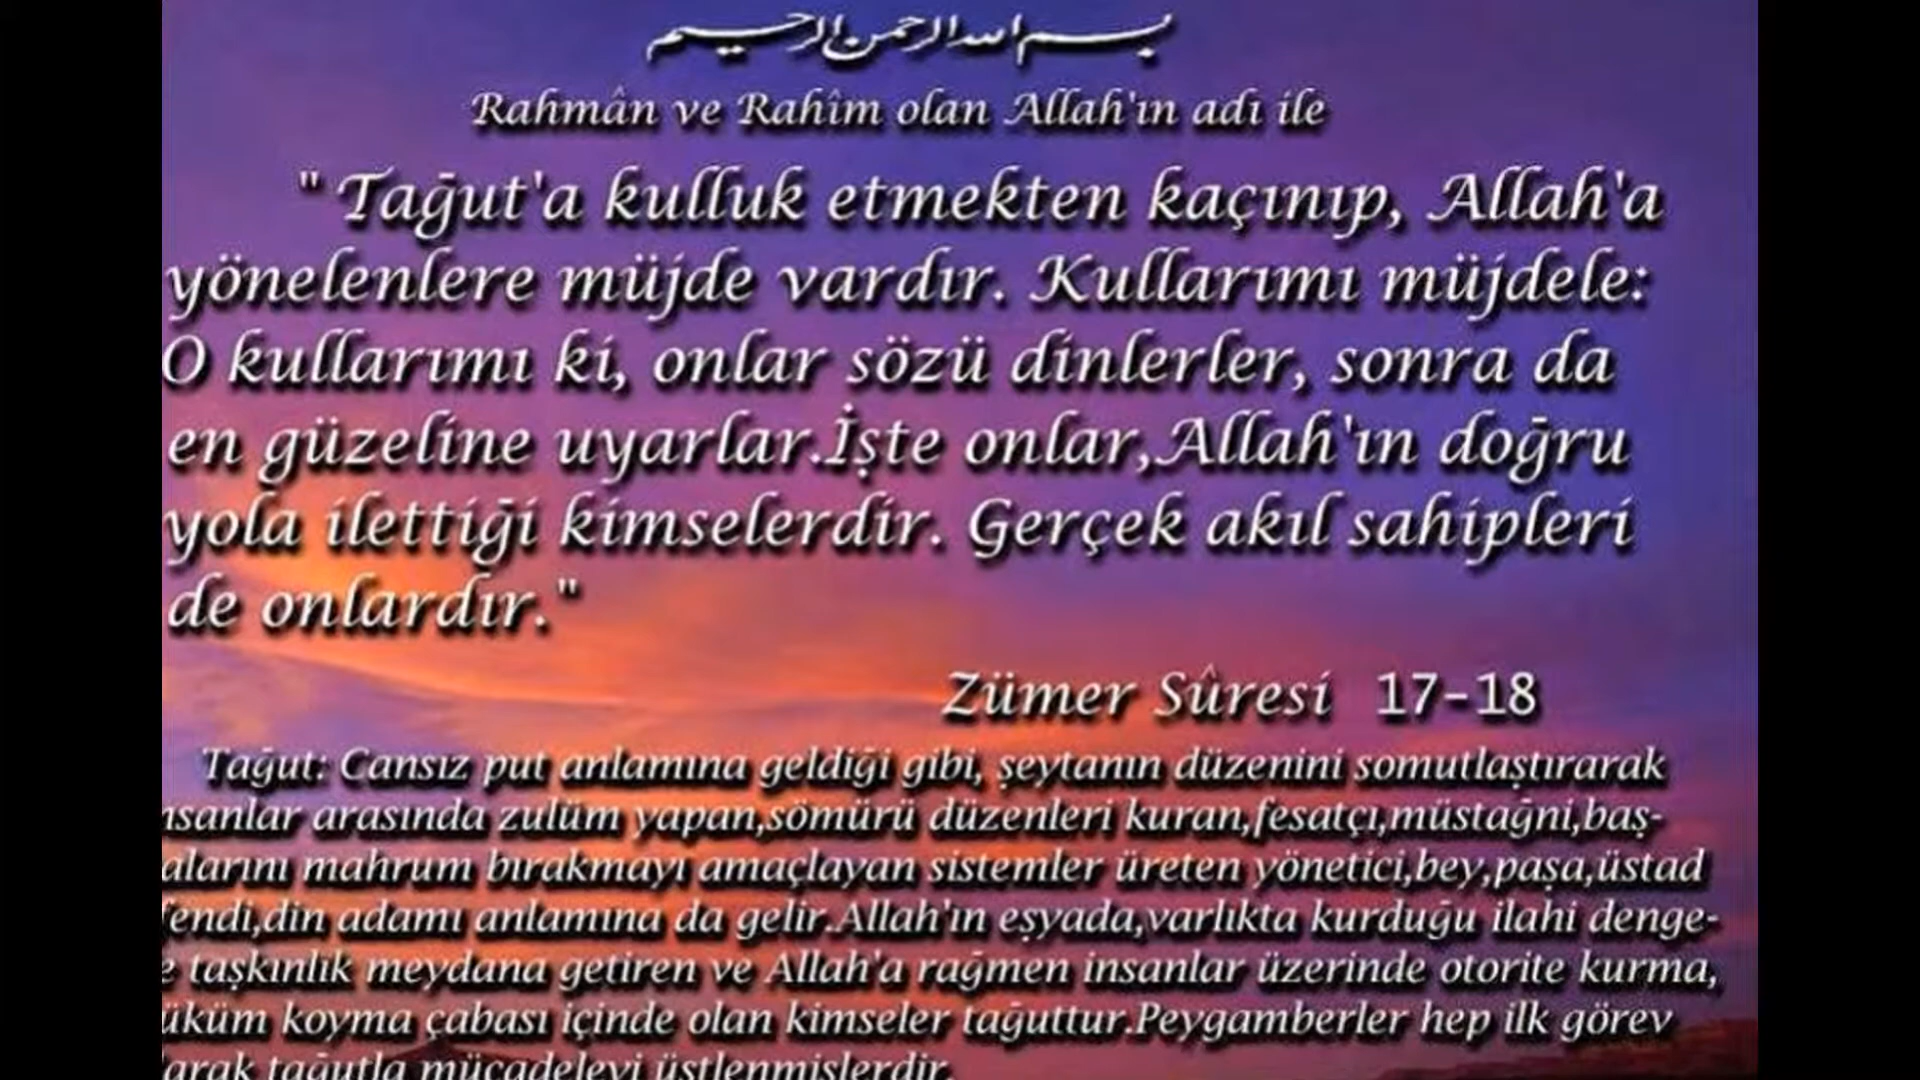 بسم الله الرحمن الرحيم
Rahmân ve Rahîm olan Allah'ın adı ile
" Tağut'a kulluk etmekten kaçınıp, Allah'a
yönelenlere müjde vardır. Kullarımı müjdele:
O kullarımı ki, onlar sözü dinlerler, sonra da
en güzeline uyarlar.İşte onlar,Allah'ın doğru
yola ilettiği kimselerdir. Gerçek akıl sahipleri
de onlardır."
Zümer Sûresi 17-18
Tağut: Cansız put anlamına geldiği gibi, şeytanın düzenini somutlaştırarak
nsanlar arasında zulüm yapan,sömürü düzenleri kuran,fesatçı,müstağni,baş-
alarını mahrum bırakmayı amaçlayan sistemler üreten yönetici,bey,paşa,üstad
fendi,din adamı anlamına da gelir.Allah'ın eşyada,varlıkta kurduğu ilahi denge-
e taşkınlık meydana getiren ve Allah'a rağmen insanlar üzerinde otorite kurma,
üküm koyma çabası içinde olan kimseler tağuttur.Peygamberler hep ilk görev
arak tağutla mücadeleyi üstlenmişlerdir.